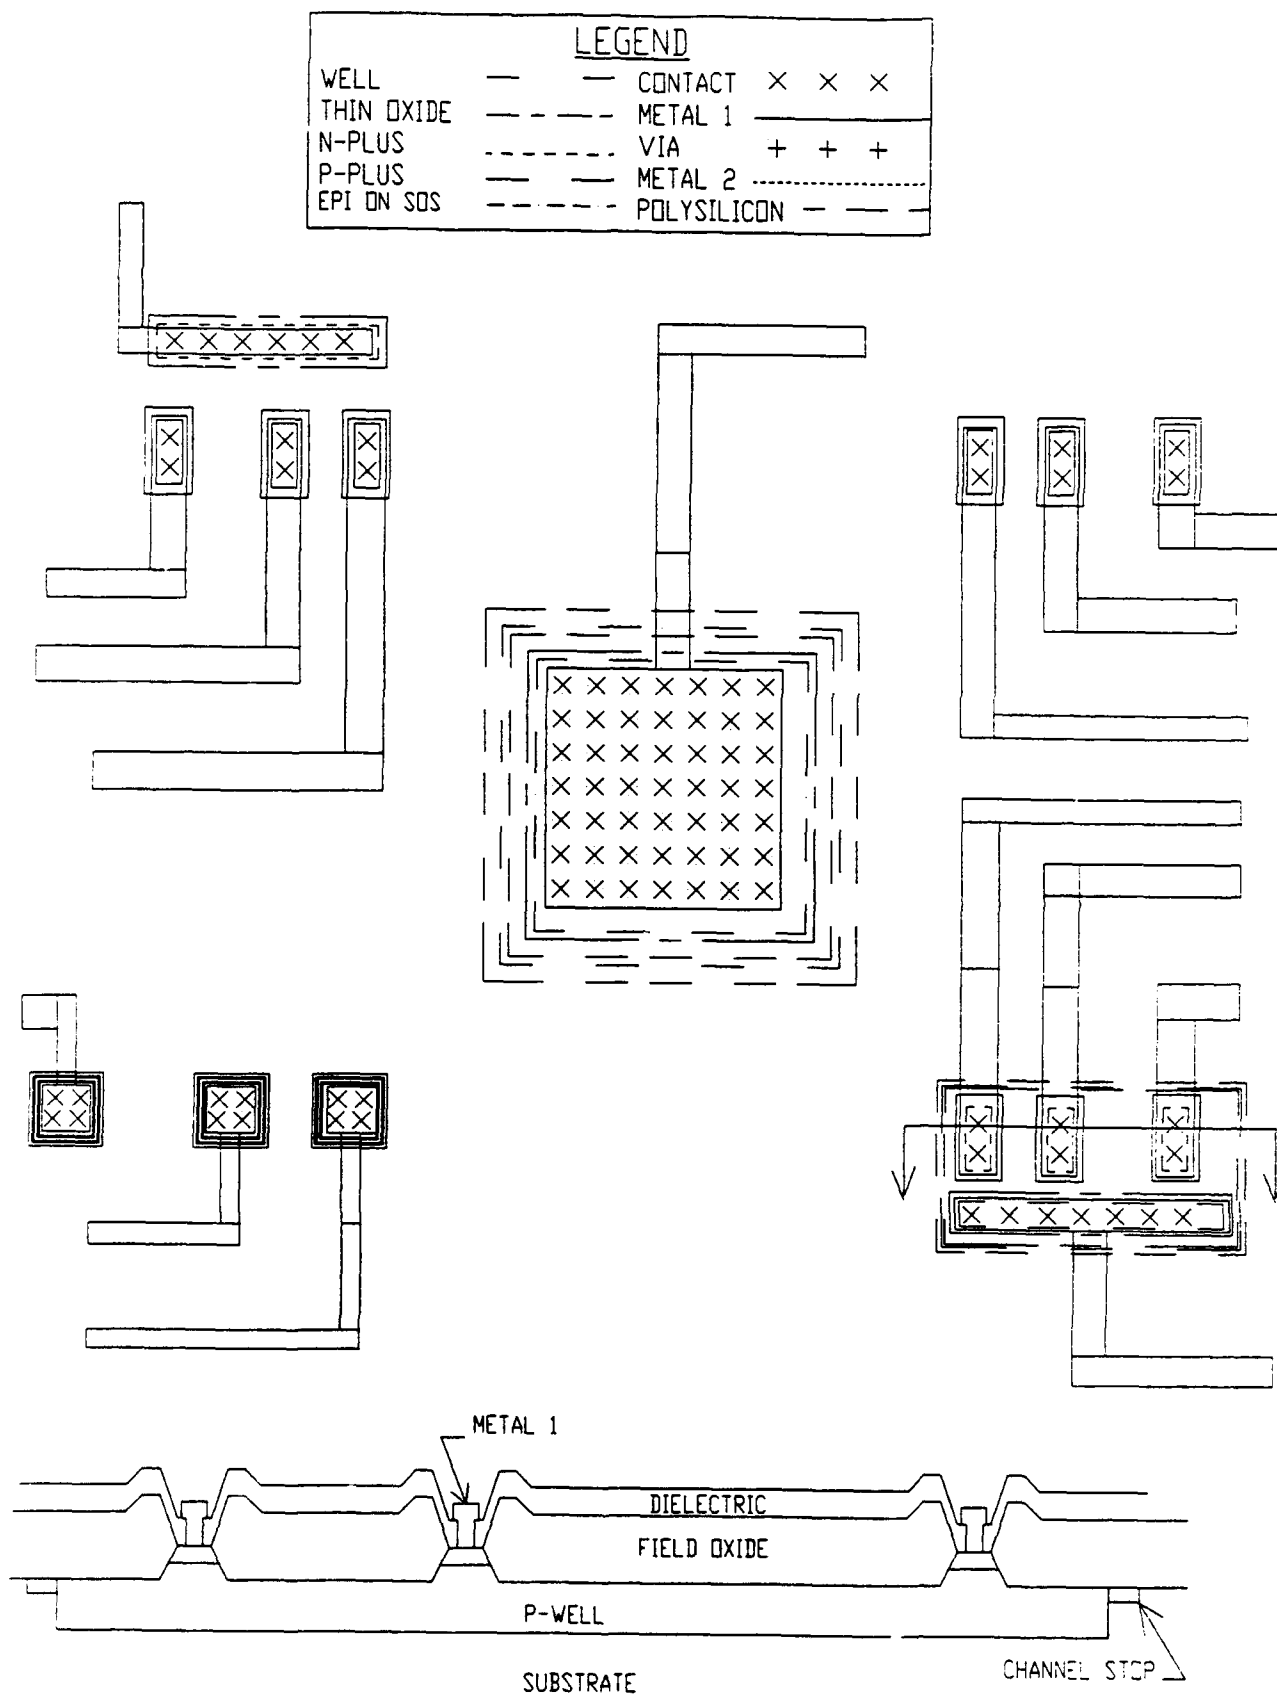 LEGEND
WELL CONTACT
THIN OXIDE METAL 1
N-PLUS VIA
P-PLUS METAL 2
EPI ON SOS POLYSILICON
METAL 1
DIELECTRIC
FIELD OXIDE
P-WELL
CHANNEL STOP
SUBSTRATE